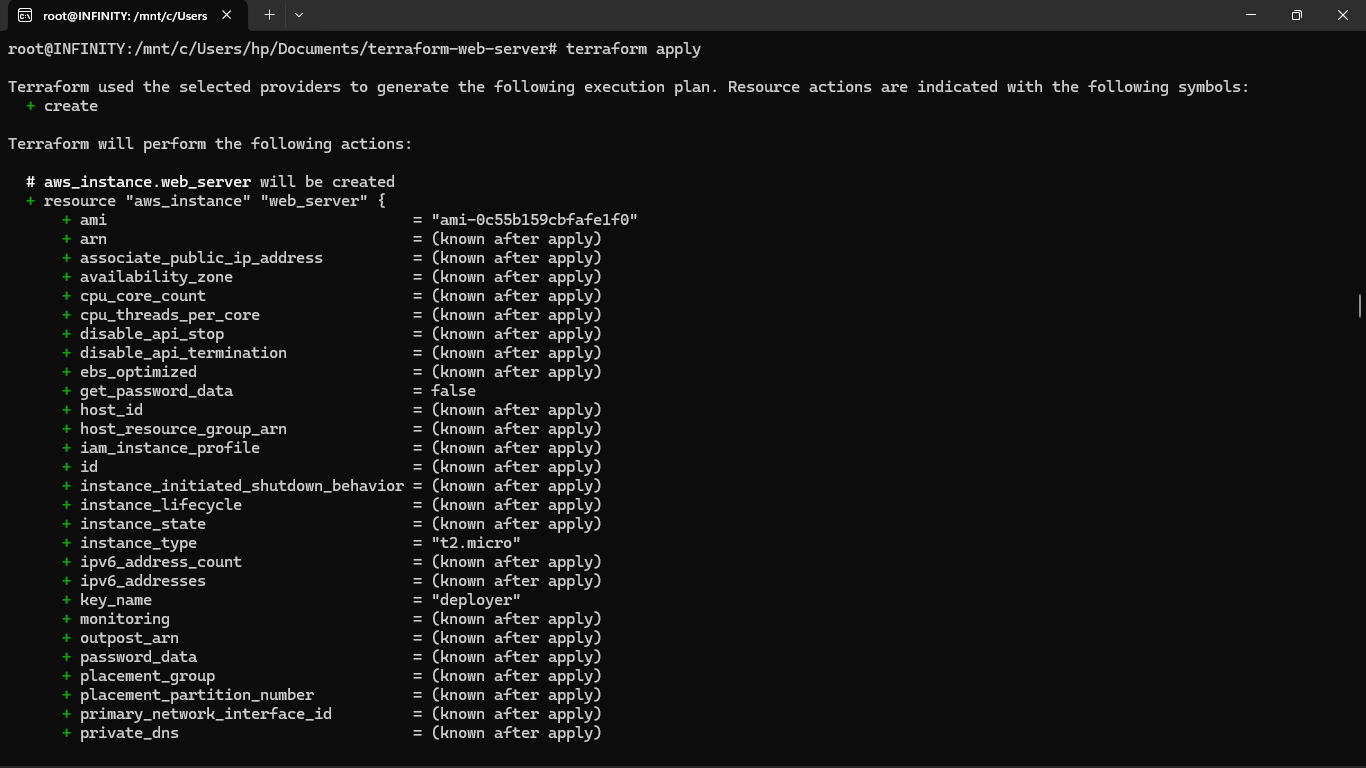 root@INFINITY: /mnt/c/Users
root@INFINITY:/mnt/c/Users/hp/Documents/terraform-web-server# terraform apply
Terraform used the selected providers to generate the following execution plan. Resource actions are indicated with the following symbols:
+ create
Terraform will perform the following actions:
# aws_instance.web_server will be created
+ resource "aws_instance" "web_server" {
+ ami = "ami-0c55b159cbfafe1f0"
+ arn = (known after apply)
+ associate_public_ip_address = (known after apply)
+ availability_zone = (known after apply)
+ cpu_core_count = (known after apply)
+ cpu_threads_per_core = (known after apply)
+ disable_api_stop = (known after apply)
+ disable_api_termination = (known after apply)
+ ebs_optimized = (known after apply)
+ get_password_data = false
+ host_id = (known after apply)
+ host_resource_group_arn = (known after apply)
+ iam_instance_profile = (known after apply)
+ id = (known after apply)
+ instance_initiated_shutdown_behavior = (known after apply)
+ instance_lifecycle = (known after apply)
+ instance_state = (known after apply)
+ instance_type = "t2.micro"
+ ipv6_address_count = (known after apply)
+ ipv6_addresses = (known after apply)
+ key_name = "deployer"
+ monitoring = (known after apply)
+ outpost_arn = (known after apply)
+ password_data = (known after apply)
+ placement_group = (known after apply)
+ placement_partition_number = (known after apply)
+ primary_network_interface_id = (known after apply)
+ private_dns = (known after apply)